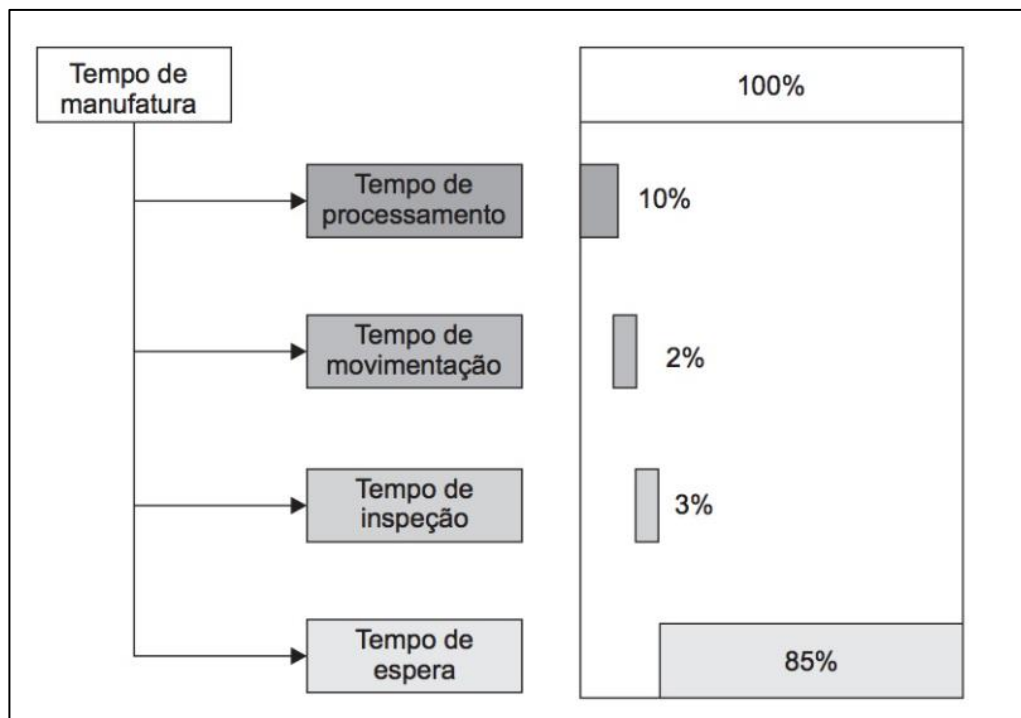 Tempo de
manufatura
100%
Tempo de
processamento
10%
Tempo de
movimentação
2%
Tempo de
inspeção
3%
Tempo de
espera
85%